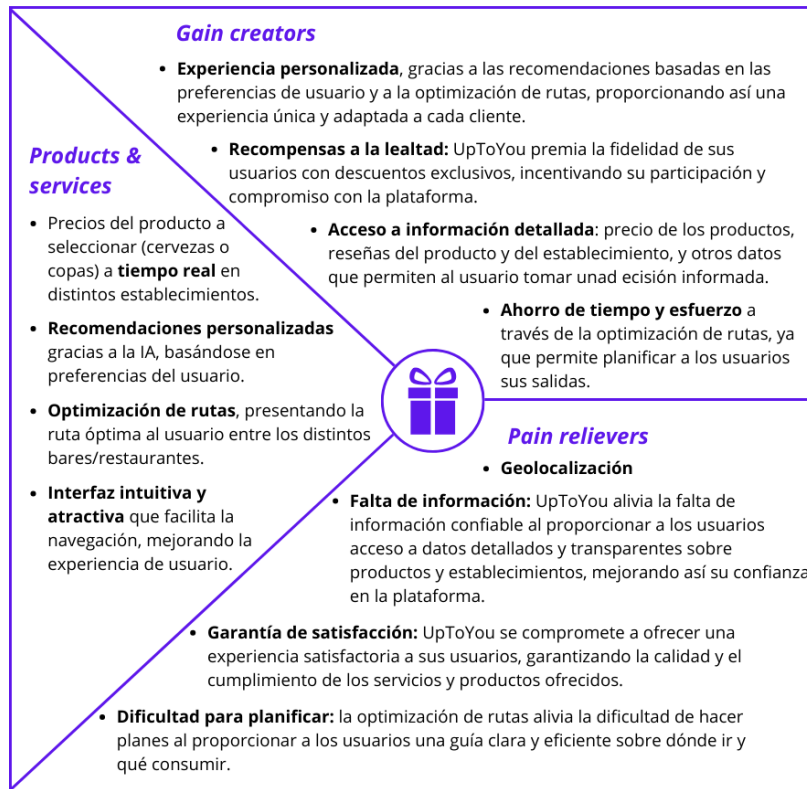 Gain creators
• Experiencia personalizada, gracias a las recomendaciones basadas en las
preferencias de usuario y a la optimización de rutas, proporcionando así una
experiencia única y adaptada a cada cliente.
• Recompensas a la lealtad: UpToYou premia la fidelidad de sus
usuarios con descuentos exclusivos, incentivando su participación y
compromiso con la plataforma.
• Acceso a información detallada: precio de los productos,
reseñas del producto y del establecimiento, y otros datos
que permiten al usuario tomar unad ecisión informada.
• Ahorro de tiempo y esfuerzo a
través de la optimización de rutas, ya
que permite planificar a los usuarios
sus salidas.
Products &
services
• Precios del producto a
seleccionar (cervezas o
copas) a tiempo real en
distintos establecimientos.
• Recomendaciones personalizadas
gracias a la IA, basándose en
preferencias del usuario.
• Optimización de rutas, presentando la
ruta óptima al usuario entre los distintos
bares/restaurantes.
• Interfaz intuitiva y
atractiva que facilita la
navegación, mejorando la
experiencia de usuario.
Pain relievers
• Geolocalización
• Falta de información: UpToYou alivia la falta de
información confiable al proporcionar a los usuarios
acceso a datos detallados y transparentes sobre
productos y establecimientos, mejorando así su confianza
en la plataforma.
• Garantía de satisfacción: UpToYou se compromete a ofrecer una
experiencia satisfactoria a sus usuarios, garantizando la calidad y el
cumplimiento de los servicios y productos ofrecidos.
• Dificultad para planificar: la optimización de rutas alivia la dificultad de hacer
planes al proporcionar a los usuarios una guía clara y eficiente sobre dónde ir y
qué consumir.